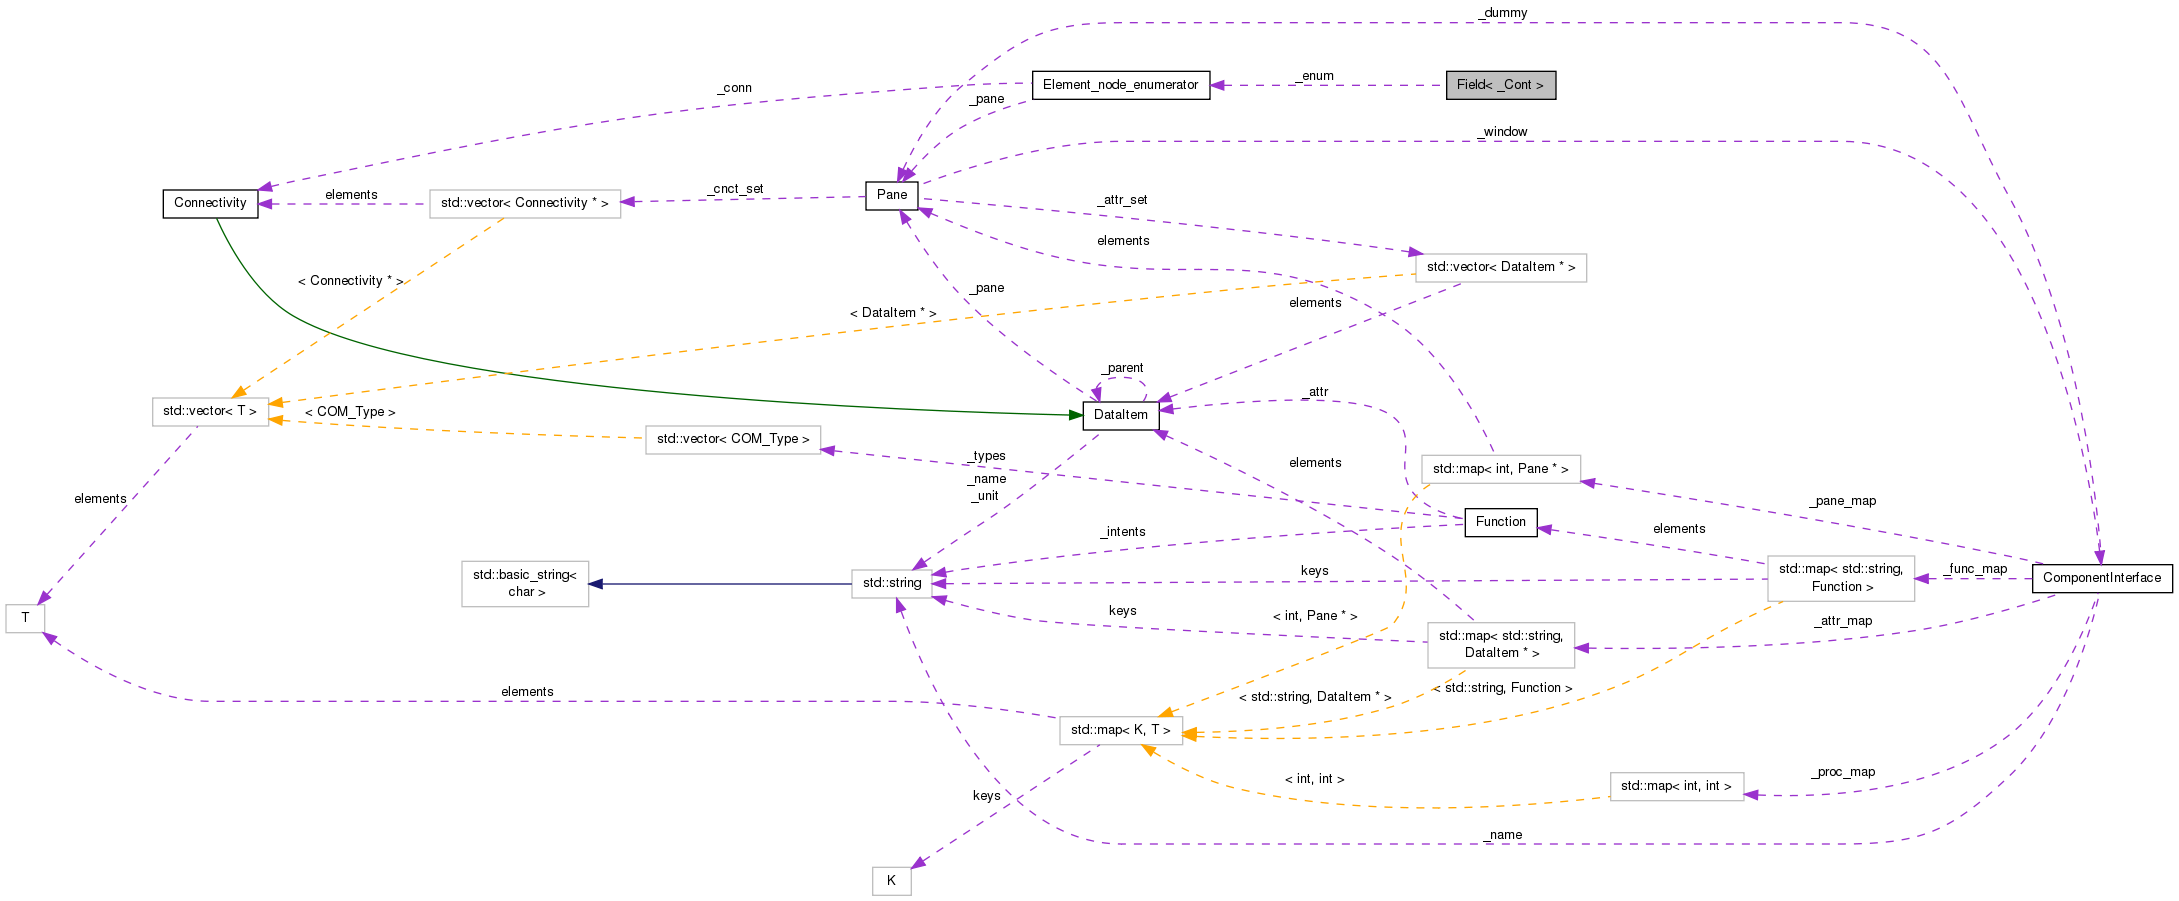 _dummy
Element_node_enumerator
_enum
Field< _Cont >
_conn
_pane
_window
Connectivity
elements
std::vector< Connectivity * >
_cnct_set
Pane
_attr_set
elements
std::vector< DataItem * >
< Connectivity * >
_pane
elements
< DataItem * >
_parent
_attr
std::vector< T >
< COM_Type >
DataItem
std::vector< COM_Type >
_types
_name
_unit
elements
std::map< int, Pane * >
elements
_pane_map
Function
_intents
elements
std::basic_string<
char >
std::string
keys
std::map< std::string,
Function >
_func_map
ComponentInterface
T
keys
< int, Pane * >
std::map< std::string,
DataItem * >
_attr_map
elements
< std::string, DataItem * >
< std::string, Function >
std::map< K, T >
< int, int >
std::map< int, int >
_proc_map
keys
_name
K